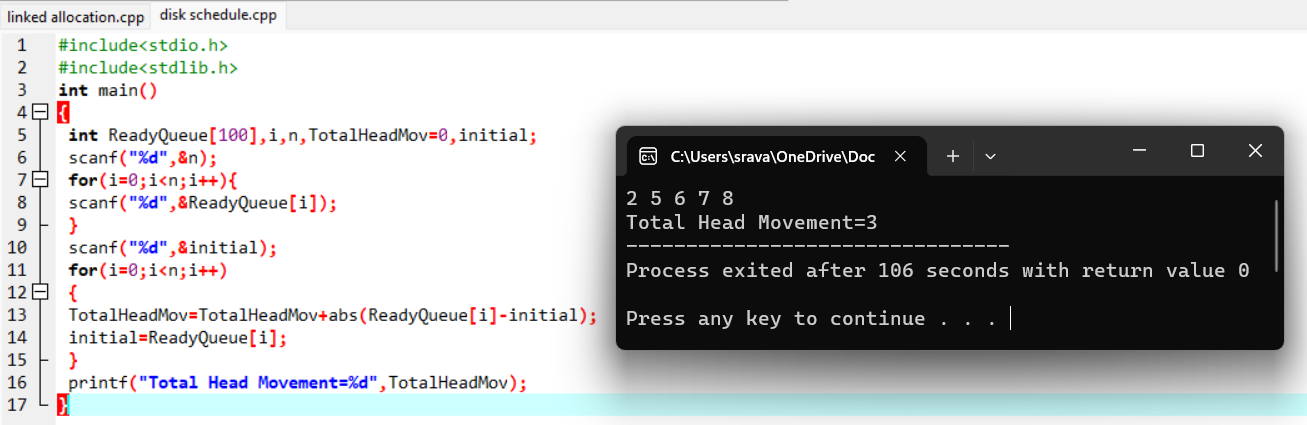 linked allocation.cpp disk schedule.cpp
1 #include<stdio.h>
2 #include<stdlib.h>
3 int main()
4 {
5 int ReadyQueue[100],i,n,TotalHeadMov=0,initial;
6 scanf("%d",&n);
7 for(i=0;i<n;i++){
8 scanf("%d",&ReadyQueue[i]);
9 }
10 scanf("%d",&initial);
11 for(i=0;i<n;i++)
12 {
13 TotalHeadMov=TotalHeadMov+abs(ReadyQueue[i]-initial);
14 initial=ReadyQueue[i];
15 }
16 printf("Total Head Movement=%d",TotalHeadMov);
17 }
C:\Users\srava\OneDrive\Doc
2 5 6 7 8
Total Head Movement=3
--------------------------------
Process exited after 106 seconds with return value 0
Press any key to continue . . .